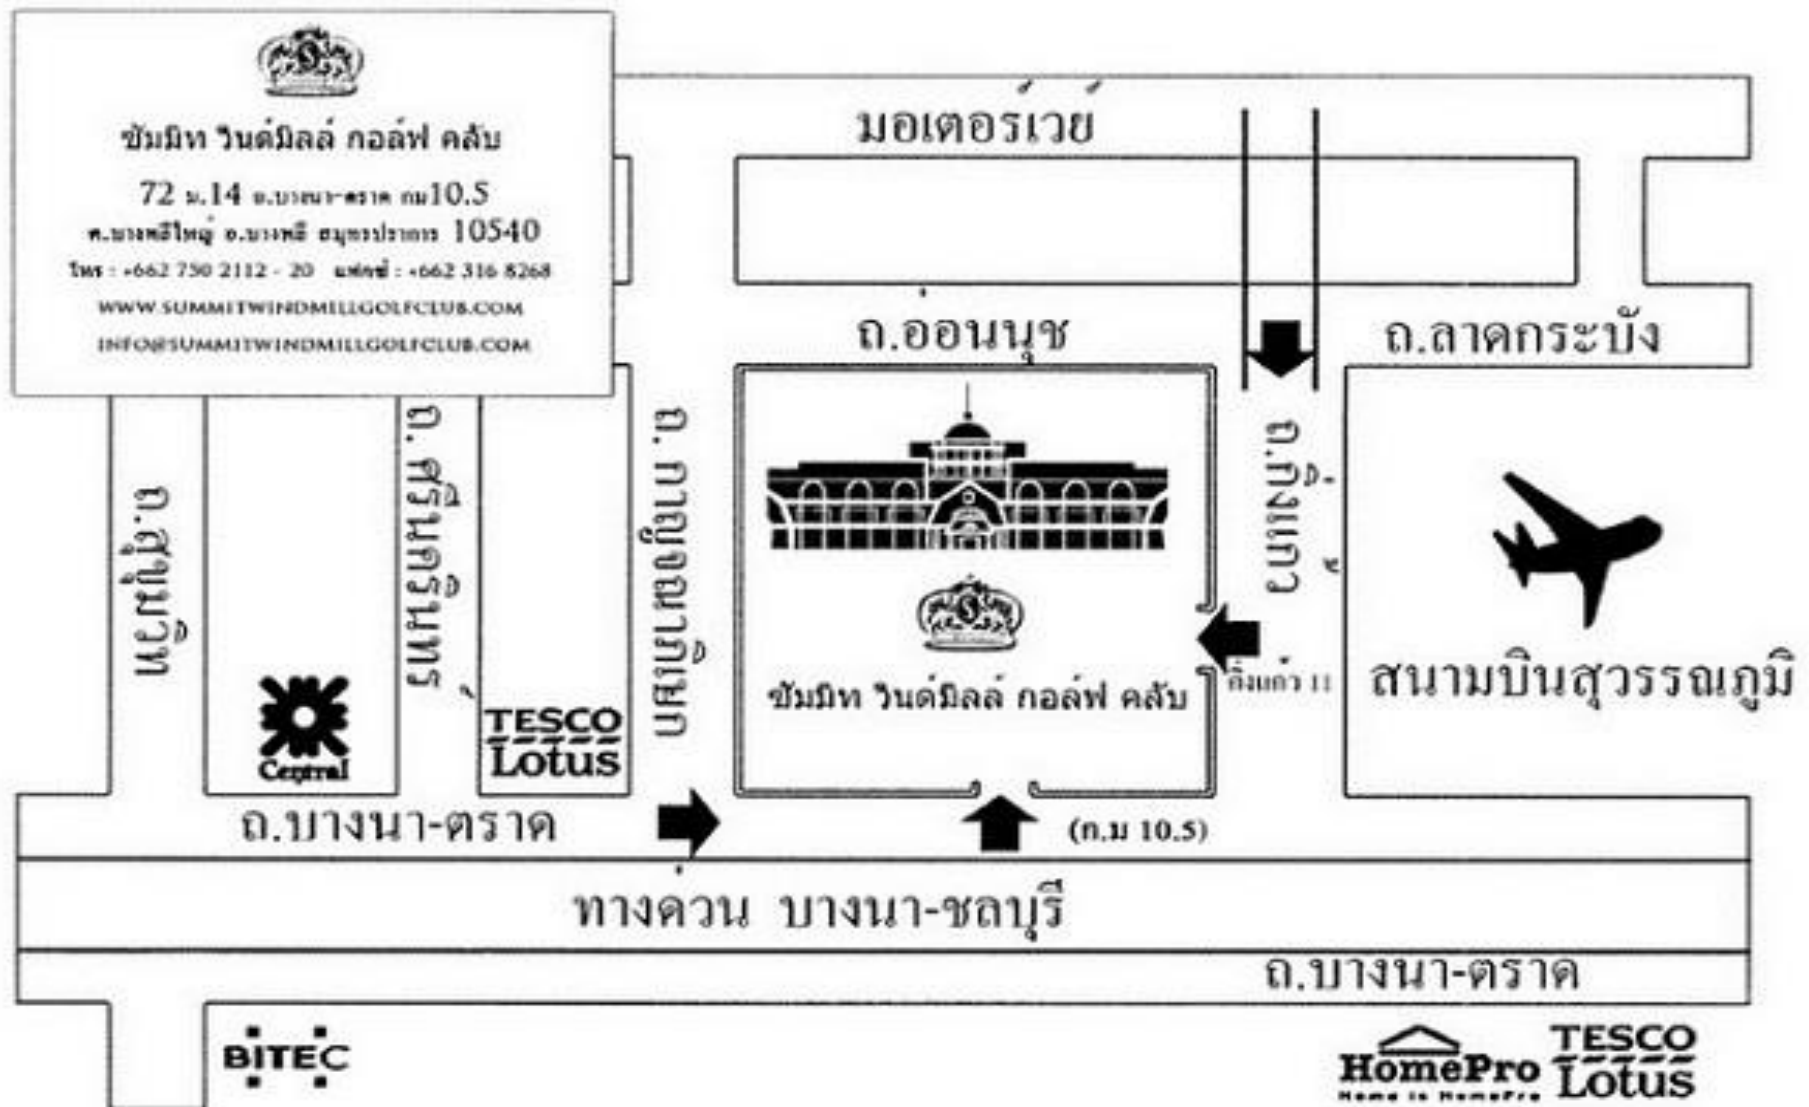 ซัมมิท วินด์มิลล์ กอล์ฟ คลับ
72 ม.14 ถ.บางนา-ตราด กม10.5
ต.บางพลีใหญ่ อ.บางพลี สมุทรปราการ 10540
โทร : +662 750 2112 - 20 แฟกซ์ : +662 316 8268
WWW.SUMMITWINDMILLGOLFCLUB.COM
INFO@SUMMITWINDMILLGOLFCLUB.COM
มอเตอร์เวย์
ถ.อ่อนนุช
ถ.ลาดกระบัง
ถ.สุขุมวิท
ถ. ศรีนครินทร์
ถ. กาญจนาภิเษก
ถ.กิ่งแก้ว
Central
TESCO
Lotus
ซัมมิท วินด์มิลล์ กอล์ฟ คลับ
กิ่งแก้ว 11
สนามบินสุวรรณภูมิ
ถ.บางนา-ตราด
(ก.ม 10.5)
ทางด่วน บางนา-ชลบุรี
ถ.บางนา-ตราด
BITEC
HomePro
Home is HomePro
TESCO
Lotus